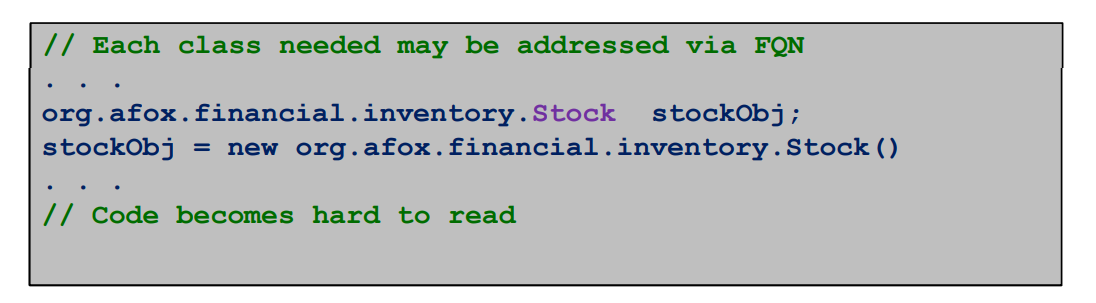 // Each class needed may be addressed via FQN
. . .
org.afox.financial.inventory.Stock  stockObj;
stockObj = new org.afox.financial.inventory.Stock()
. . .
// Code becomes hard to read